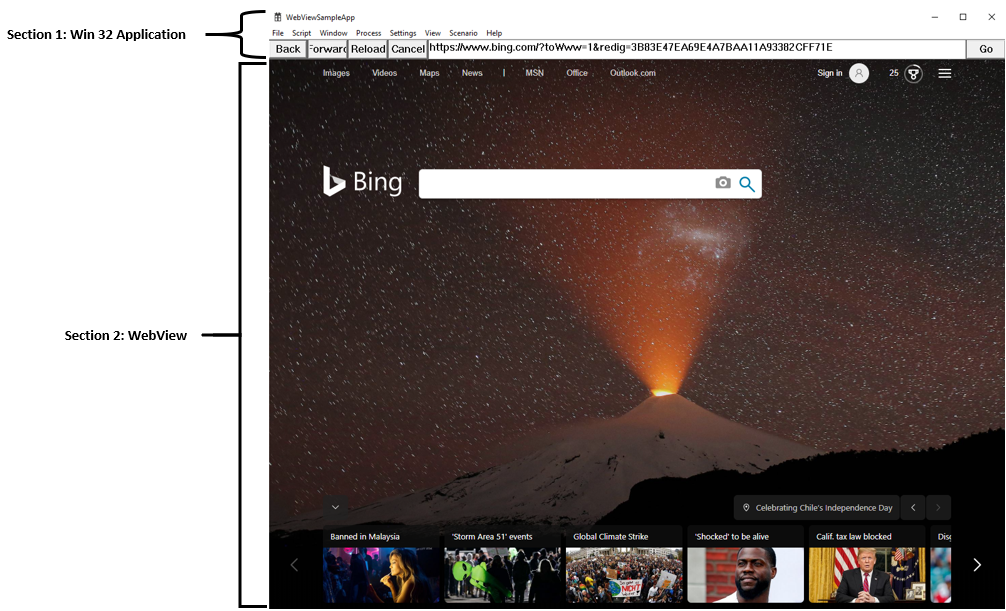 WebViewSampleApp
Section 1: Win 32 Application
File Script Window Process Settings View Scenario Help
Back Forward Reload Cancel https://www.bing.com/?toWww=1&redig=3B83E47EA69E4A7BAA11A93382CFF71E Go
Images Videos Maps News | MSN Office Outlook.com Sign in 25
Bing
Section 2: WebView
Celebrating Chile's Independence Day
Banned in Malaysia 'Storm Area 51' events Global Climate Strike 'Shocked' to be alive Calif. tax law blocked